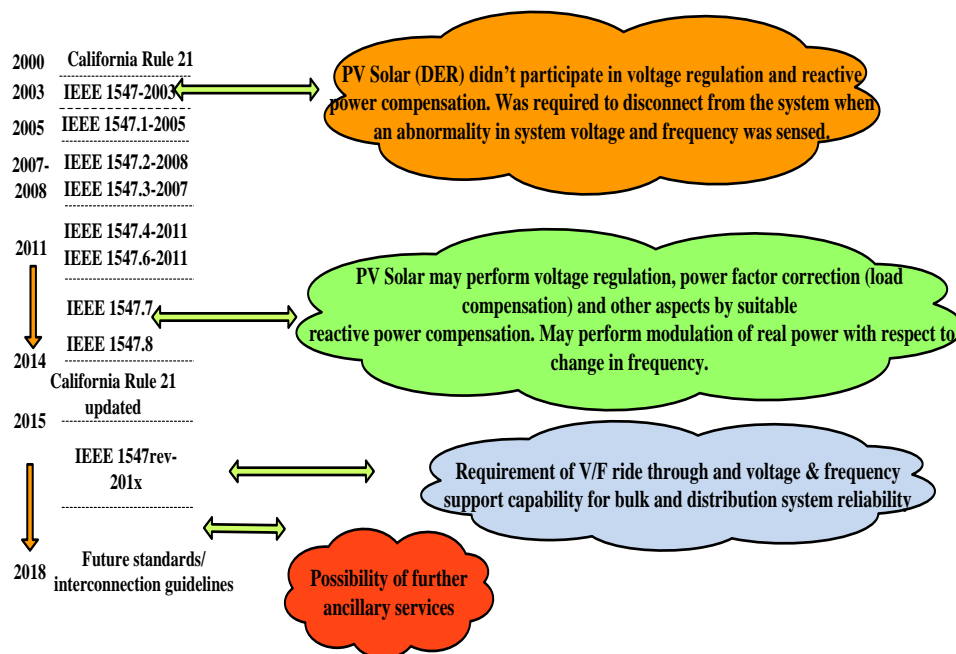 2000
California Rule 21
2003
IEEE 1547-2003
2005
IEEE 1547.1-2005
2007-
2008
IEEE 1547.2-2008
IEEE 1547.3-2007
2011
IEEE 1547.4-2011
IEEE 1547.6-2011
IEEE 1547.7
IEEE 1547.8
2014
California Rule 21
updated
2015
IEEE 1547rev-
201x
2018
Future standards/
interconnection guidelines
PV Solar (DER) didn't participate in voltage regulation and reactive
power compensation. Was required to disconnect from the system when
an abnormality in system voltage and frequency was sensed.
PV Solar may perform voltage regulation, power factor correction (load
compensation) and other aspects by suitable
reactive power compensation. May perform modulation of real power with respect to
change in frequency.
Requirement of V/F ride through and voltage & frequency
support capability for bulk and distribution system reliability
Possibility of further
ancillary services